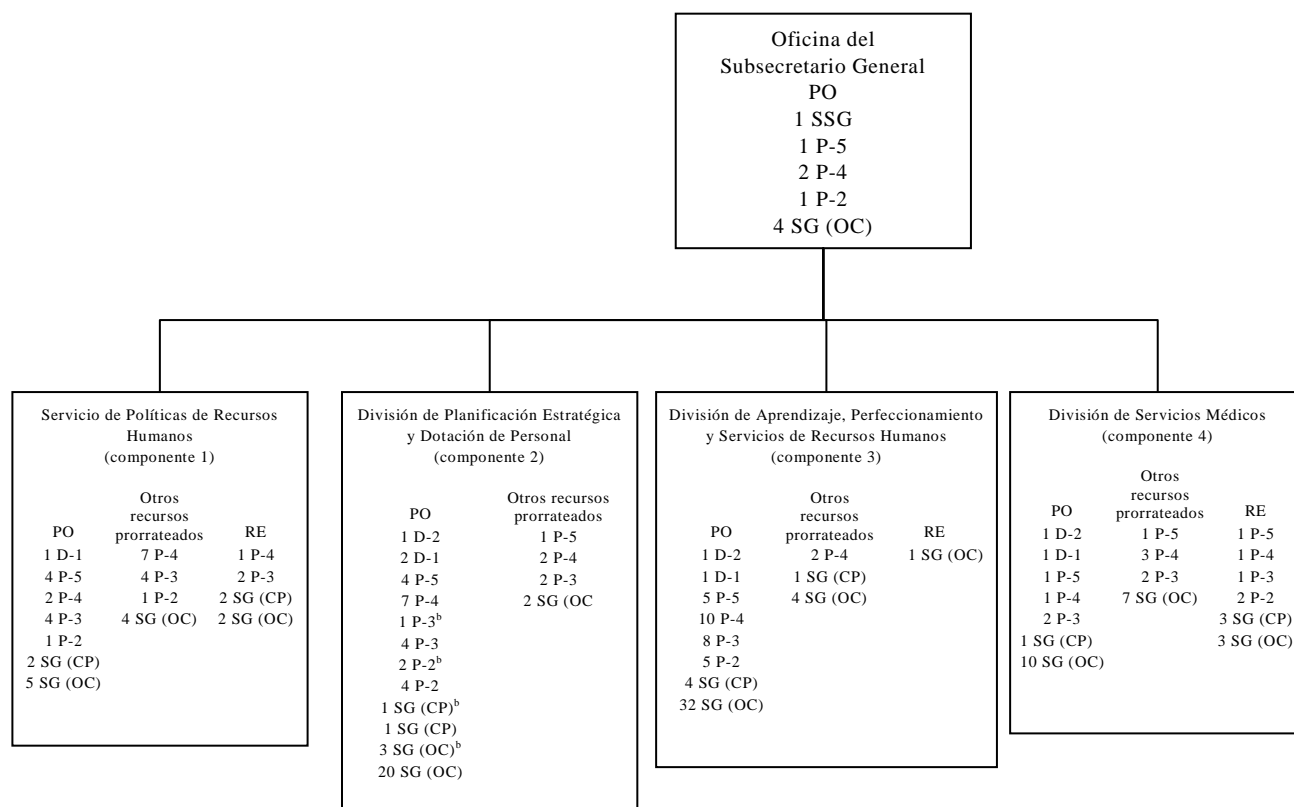 Oficina del
Subsecretario General
PO
1 SSG
1 P-5
2 P-4
1 P-2
4 SG (OC)
Servicio de Políticas de Recursos
Humanos
(componente 1)
PO
1 D-1
4 P-5
2 P-4
4 P-3
1 P-2
2 SG (CP)
5 SG (OC)
Otros
recursos
prorrateados
7 P-4
4 P-3
1 P-2
4 SG (OC)
RE
1 P-4
2 P-3
2 SG (CP)
2 SG (OC)
División de Planificación Estratégica
y Dotación de Personal
(componente 2)
PO
1 D-2
2 D-1
4 P-5
7 P-4
1 P-3ᵇ
4 P-3
2 P-2ᵇ
4 P-2
1 SG (CP)ᵇ
1 SG (CP)
3 SG (OC)ᵇ
20 SG (OC)
Otros recursos
prorrateados
1 P-5
2 P-4
2 P-3
2 SG (OC
División de Aprendizaje, Perfeccionamiento
y Servicios de Recursos Humanos
(componente 3)
PO
1 D-2
1 D-1
5 P-5
10 P-4
8 P-3
5 P-2
4 SG (CP)
32 SG (OC)
Otros
recursos
prorrateados
2 P-4
1 SG (CP)
4 SG (OC)
RE
1 SG (OC)
División de Servicios Médicos
(componente 4)
PO
1 D-2
1 D-1
1 P-5
1 P-4
2 P-3
1 SG (CP)
10 SG (OC)
Otros
recursos
prorrateados
1 P-5
3 P-4
2 P-3
7 SG (OC)
RE
1 P-5
1 P-4
1 P-3
2 P-2
3 SG (CP)
3 SG (OC)